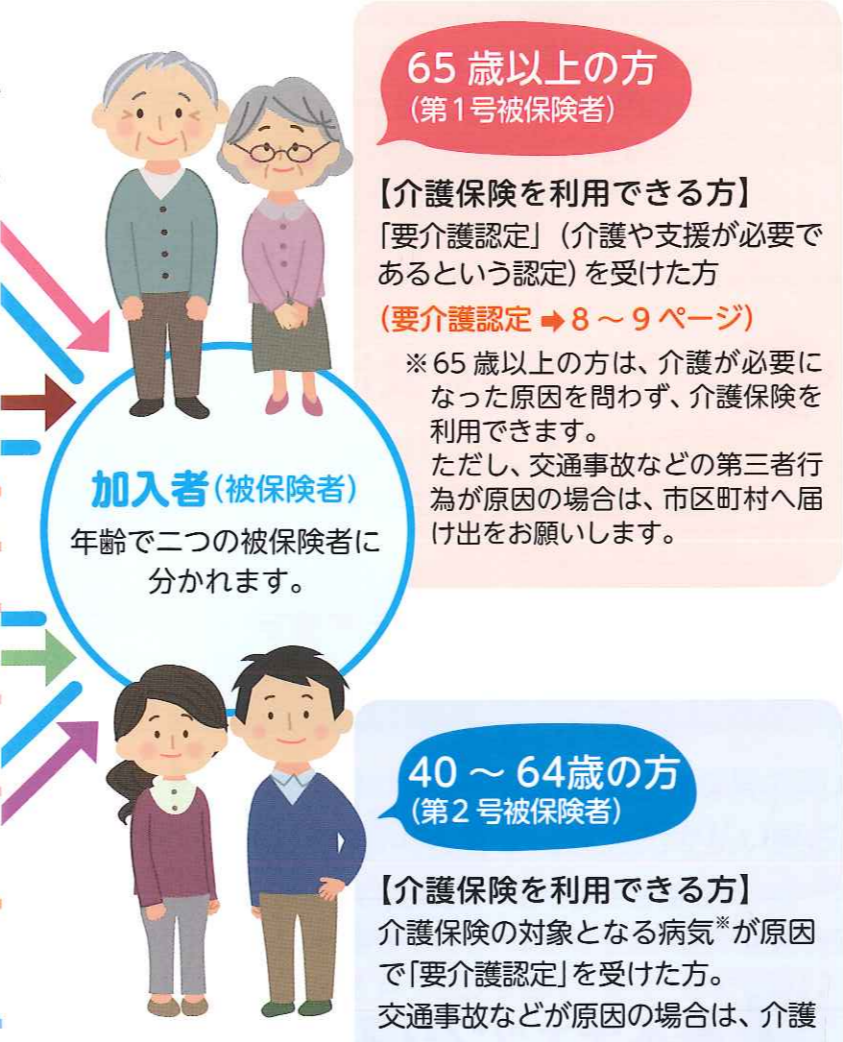 65 歳以上の方
(第1号被保険者)
【介護保険を利用できる方】
「要介護認定」(介護や支援が必要で
あるという認定)を受けた方
(要介護認定 ➡ 8 ～ 9 ページ)
※ 65 歳以上の方は、介護が必要に
なった原因を問わず、介護保険を
利用できます。
ただし、交通事故などの第三者行
為が原因の場合は、市区町村へ届
け出をお願いします。
加入者(被保険者)
年齢で二つの被保険者に
分かれます。
40 ～ 64歳の方
(第2号被保険者)
【介護保険を利用できる方】
介護保険の対象となる病気※が原因
で「要介護認定」を受けた方。
交通事故などが原因の場合は、介護